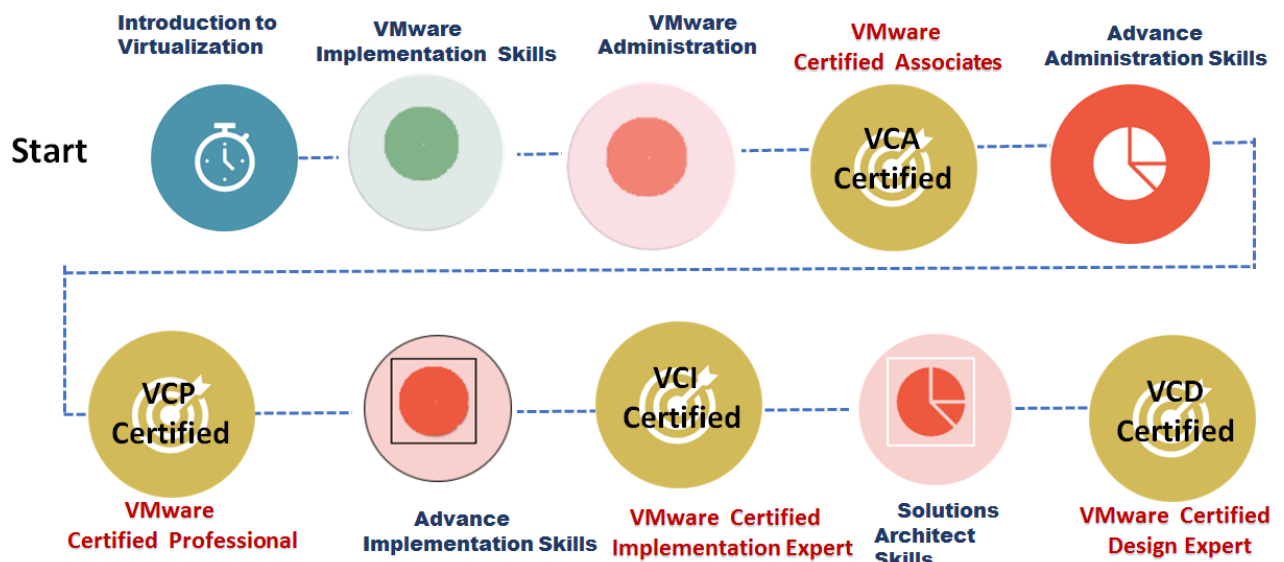 Introduction to
Virtualization
VMware
Implementation Skills
VMware
Administration
VMware
Certified Associates
Advance
Administration Skills
Start
VCA
Certified
VCP
Certified
VCI
Certified
VCD
Certified
VMware
Certified Professional
Advance
Implementation Skills
VMware Certified
Implementation Expert
Solutions
Architect
Skills
VMware Certified
Design Expert